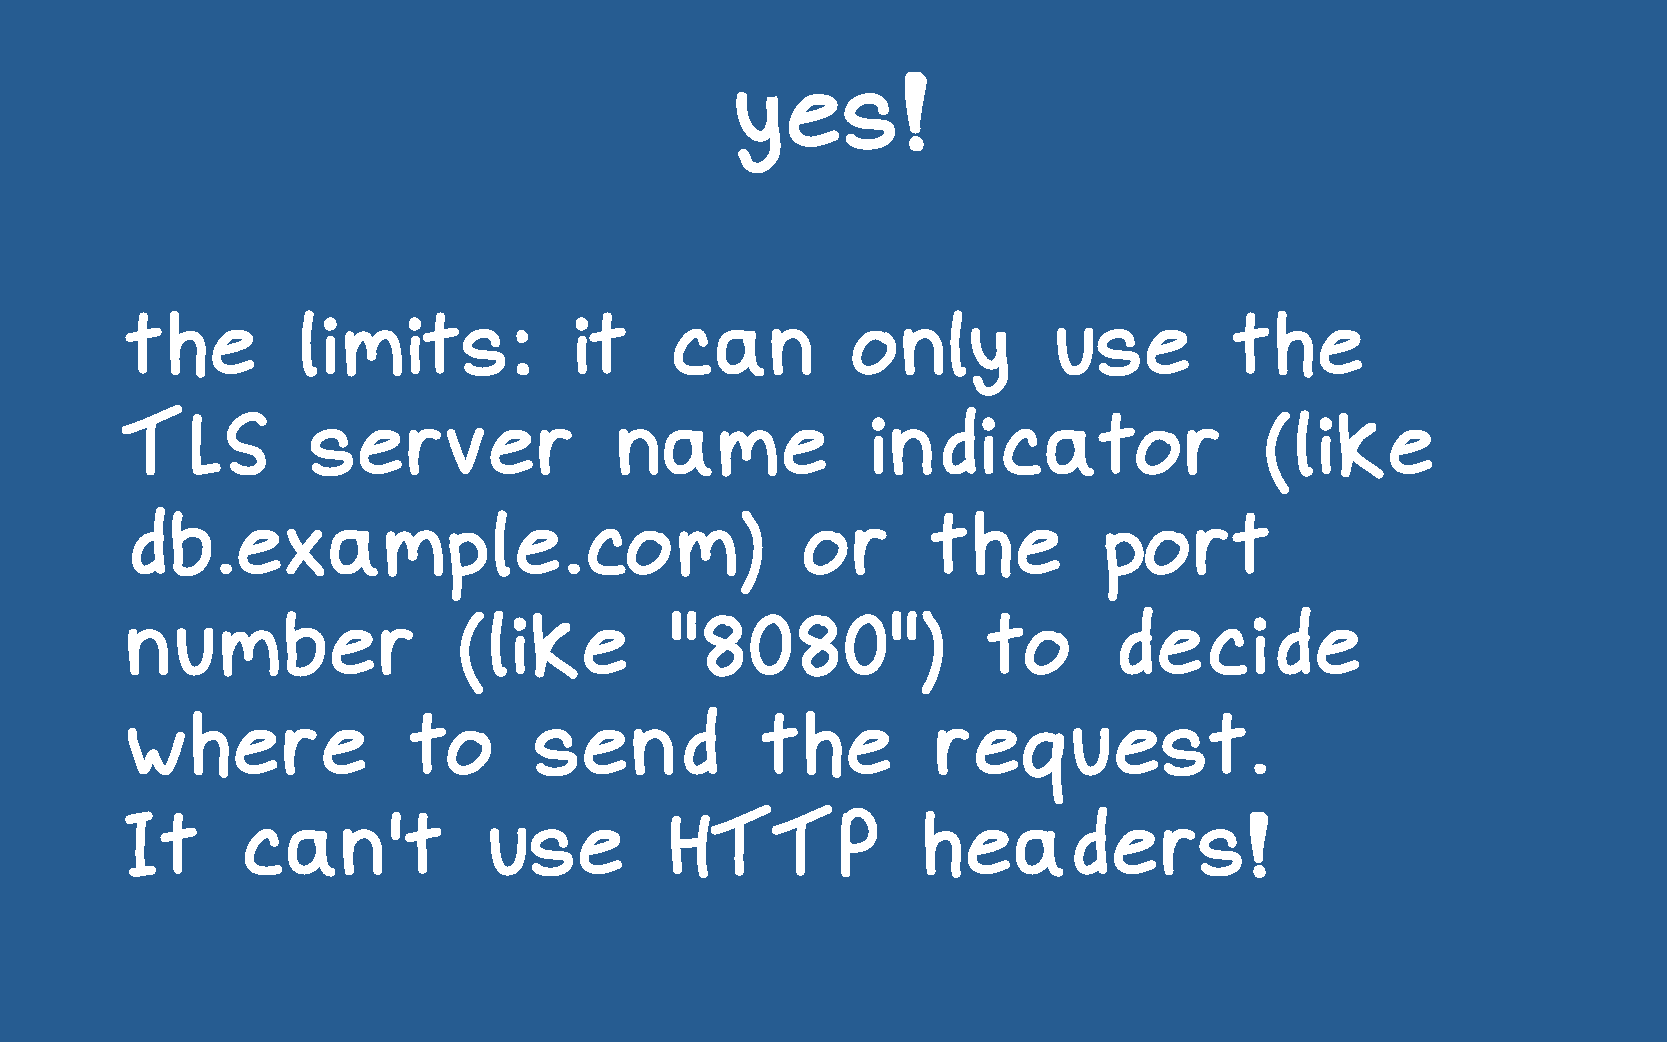 yes!
the limits: it can only use the
TLS server name indicator (like
db.example.com) or the port
number (like "8080") to decide
where to send the request.
It can't use HTTP headers!